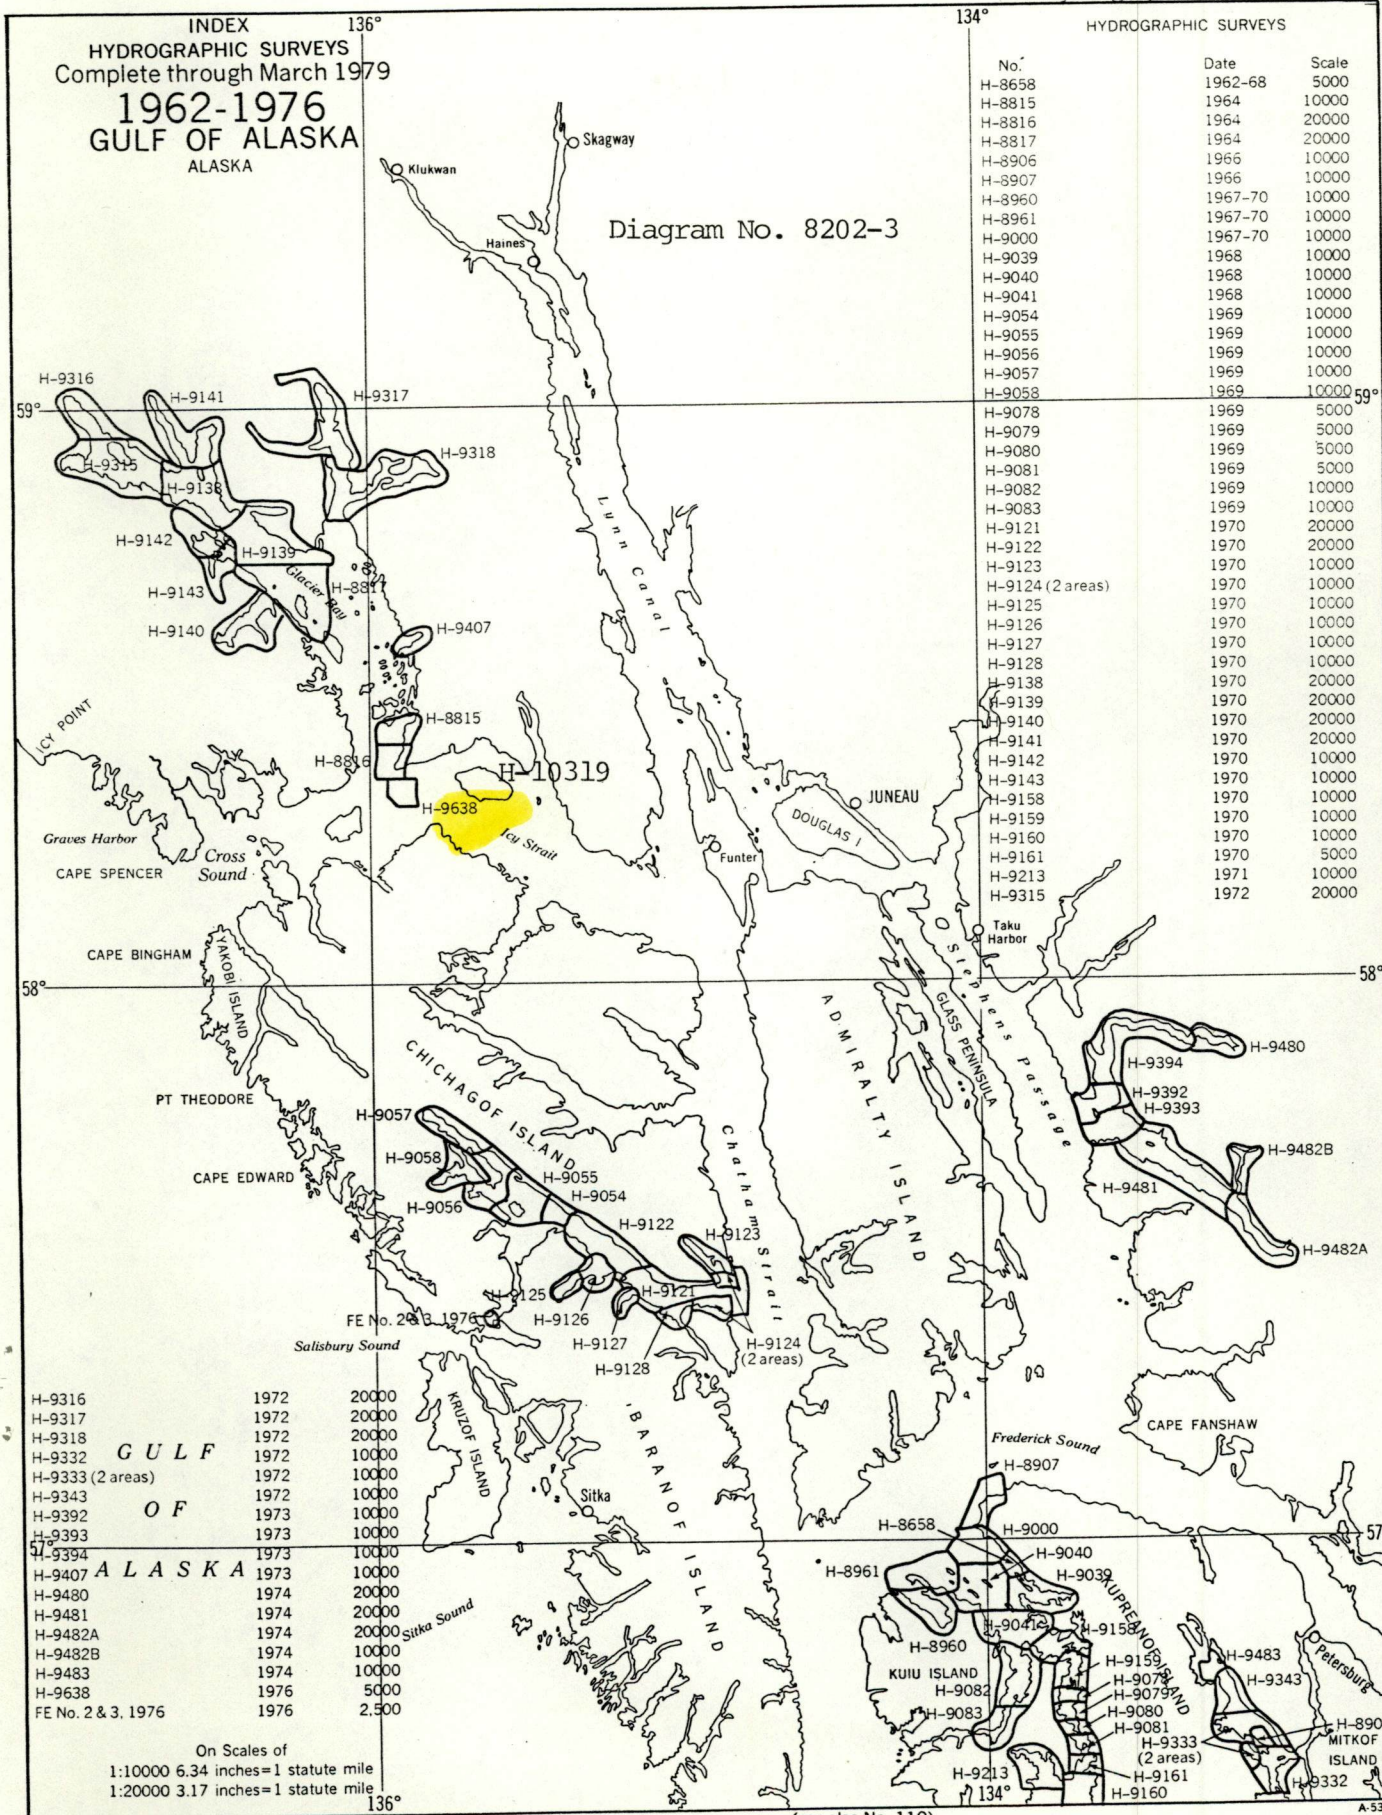 INDEX
HYDROGRAPHIC SURVEYS
Complete through March 1979
1962-1976
GULF OF ALASKA
ALASKA
136°
134°
HYDROGRAPHIC SURVEYS
No. Date Scale
H-8658 1962-68 5000
H-8815 1964 10000
H-8816 1964 20000
H-8817 1964 20000
H-8906 1966 10000
H-8907 1966 10000
H-8960 1967-70 10000
H-8961 1967-70 10000
H-9000 1967-70 10000
H-9039 1968 10000
H-9040 1968 10000
H-9041 1968 10000
H-9054 1969 10000
H-9055 1969 10000
H-9056 1969 10000
H-9057 1969 10000
H-9058 1969 10000
H-9078 1969 5000
H-9079 1969 5000
H-9080 1969 5000
H-9081 1969 5000
H-9082 1969 10000
H-9083 1969 10000
H-9121 1970 20000
H-9122 1970 20000
H-9123 1970 10000
H-9124 (2 areas) 1970 10000
H-9125 1970 10000
H-9126 1970 10000
H-9127 1970 10000
H-9128 1970 10000
H-9138 1970 20000
H-9139 1970 20000
H-9140 1970 20000
H-9141 1970 20000
H-9142 1970 10000
H-9143 1970 10000
H-9158 1970 10000
H-9159 1970 10000
H-9160 1970 10000
H-9161 1970 5000
H-9213 1971 10000
H-9315 1972 20000
Skagway
Klukwan
Haines
Diagram No. 8202-3
59°
59°
H-9316
H-9141
H-9317
H-9318
H-9315
H-9138
H-9142
H-9139
Glacier Bay
H-8817
H-9143
H-9140
H-9407
Lynn Canal
ICY POINT
H-8815
H-8816
H-10319
H-9638
Icy Strait
JUNEAU
DOUGLAS I
Funter
Graves Harbor
CAPE SPENCER
Cross
Sound
Taku
Harbor
CAPE BINGHAM
YAKOBI ISLAND
58°
58°
Stephens Passage
GLASS PENINSULA
ADMIRALTY ISLAND
H-9480
H-9394
H-9392
H-9393
H-9482B
H-9481
H-9482A
PT THEODORE
CHICHAGOF ISLAND
H-9057
H-9058
H-9055
H-9054
H-9056
CAPE EDWARD
Chatham Strait
H-9122
H-9123
H-9125
H-9121
H-9126
H-9127
H-9124
(2 areas)
H-9128
FE No. 2 & 3, 1976
Salisbury Sound
KRUZOF ISLAND
BARANOF ISLAND
Sitka
Sitka Sound
CAPE FANSHAW
Frederick Sound
H-8907
57°
57
H-8658
H-9000
H-9040
H-9039
H-8961
KUPREANOF ISLAND
H-9041
H-9158
H-8960
KUIU ISLAND
H-9159
H-9082
H-9078
H-9079
H-9083
H-9080
H-9081
H-9333
(2 areas)
H-9213
H-9161
H-9160
H-9483
H-9343
Petersburg
H-890
MITKOF
ISLAND
H-9332
GULF
OF
ALASKA
H-9316 1972 20000
H-9317 1972 20000
H-9318 1972 20000
H-9332 1972 10000
H-9333 (2 areas) 1972 10000
H-9343 1972 10000
H-9392 1973 10000
H-9393 1973 10000
H-9394 1973 10000
H-9407 1973 10000
H-9480 1974 20000
H-9481 1974 20000
H-9482A 1974 20000
H-9482B 1974 10000
H-9483 1974 10000
H-9638 1976 5000
FE No. 2 & 3, 1976 1976 2,500
On Scales of
1:10000 6.34 inches=1 statute mile
1:20000 3.17 inches=1 statute mile
136°
134°
A-53